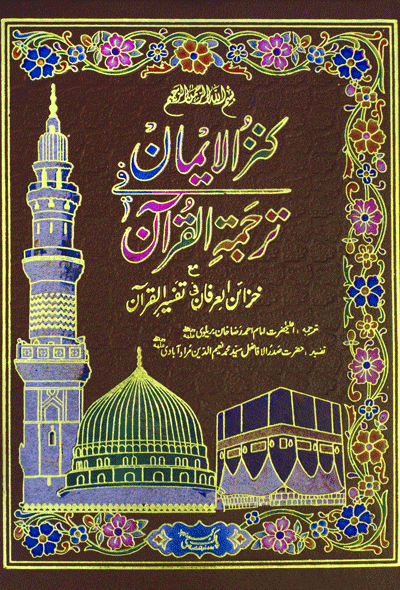 بسم اللہ الرحمن الرحیم
کنز الایمان
فی
ترجمۃ القرآن
مع
خزائن العرفان فی تفسیر القرآن
ترجمہ : اعلیٰحضرت امام احمد رضا خان بریلوی
تفسیر : حضرت صدر الافاضل سید محمد نعیم الدین مراد آبادی